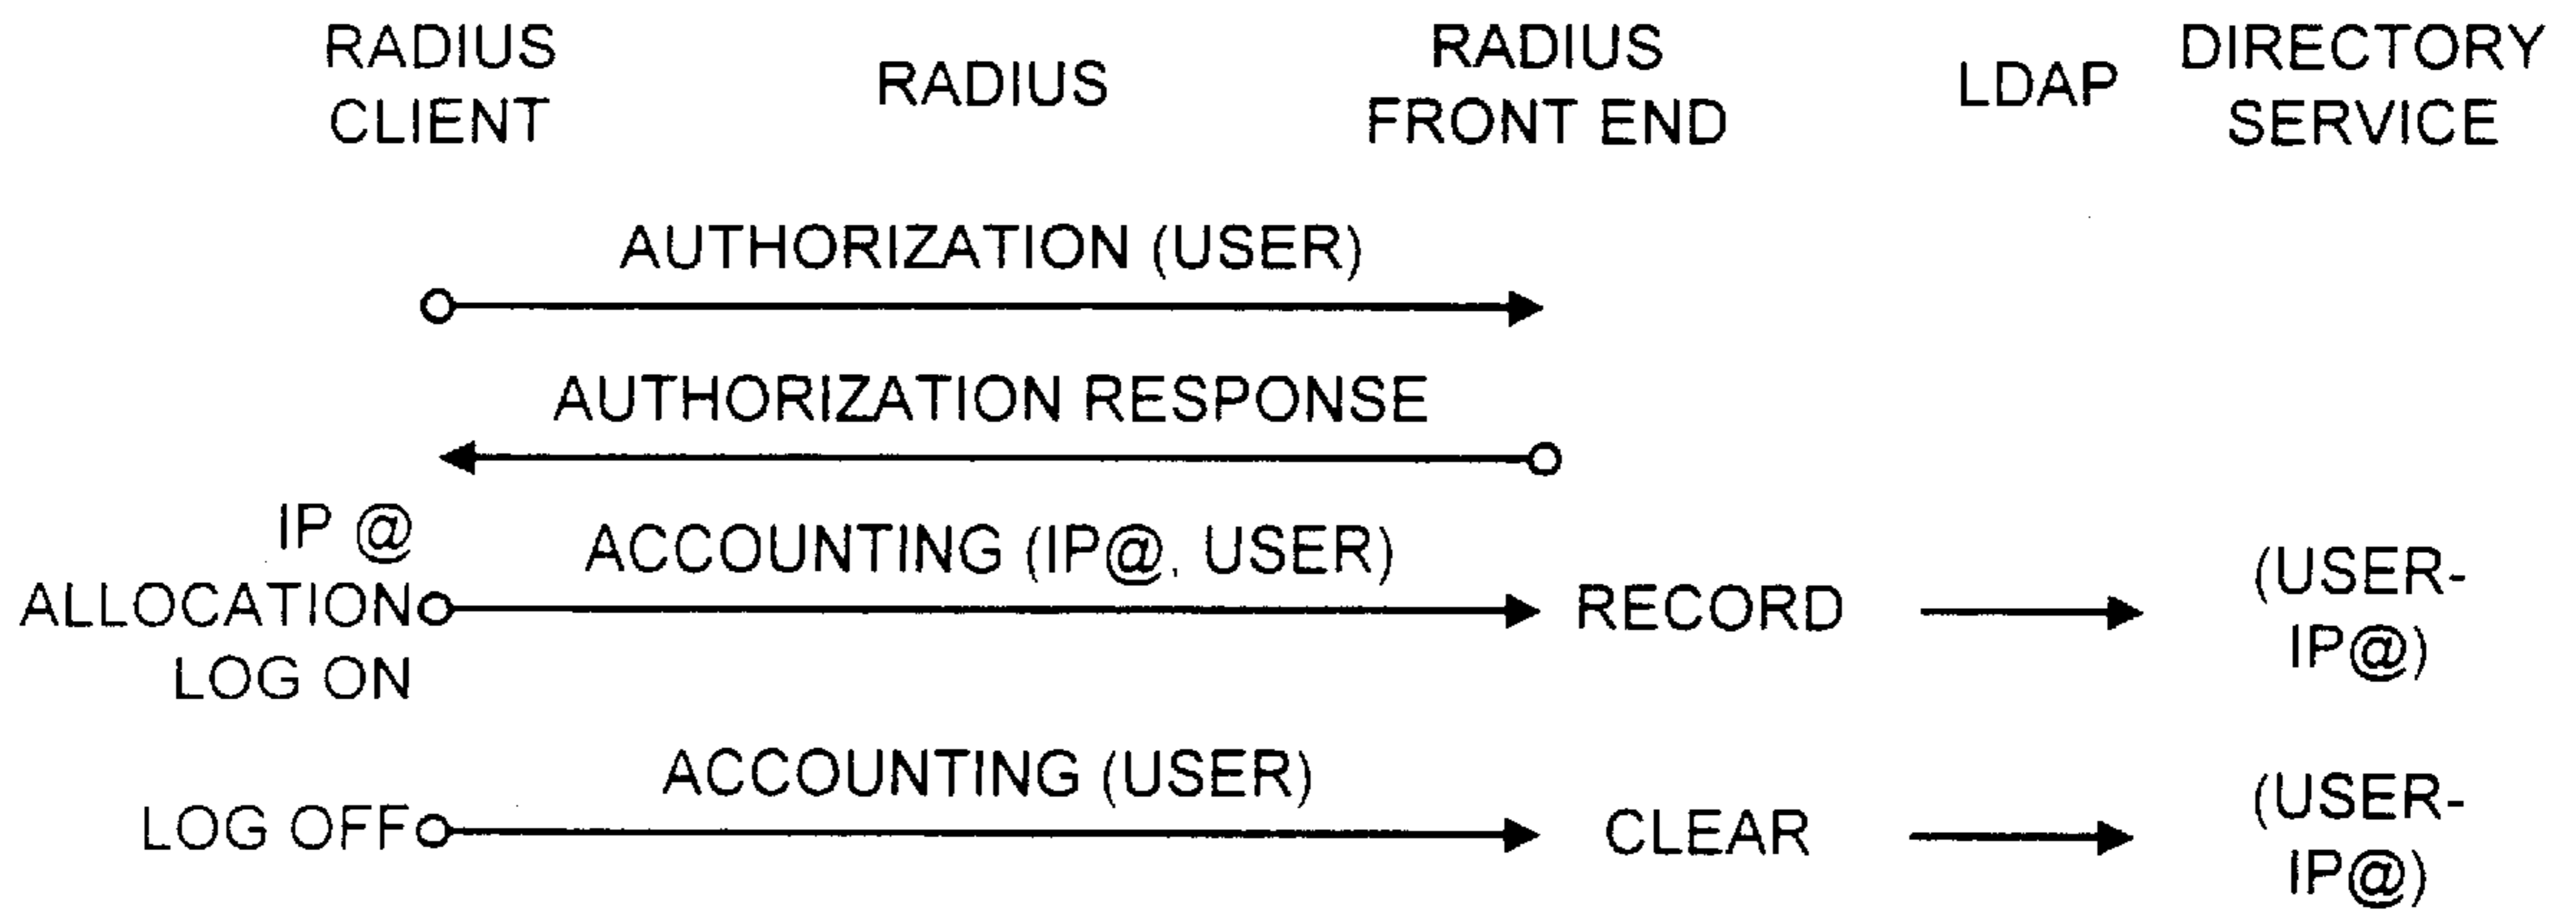 RADIUS
CLIENT
RADIUS
RADIUS
FRONT END
LDAP
DIRECTORY
SERVICE
AUTHORIZATION (USER)
AUTHORIZATION RESPONSE
IP @
ALLOCATION
LOG ON
ACCOUNTING (IP@, USER)
RECORD
(USER-
IP@)
LOG OFF
ACCOUNTING (USER)
CLEAR
(USER-
IP@)